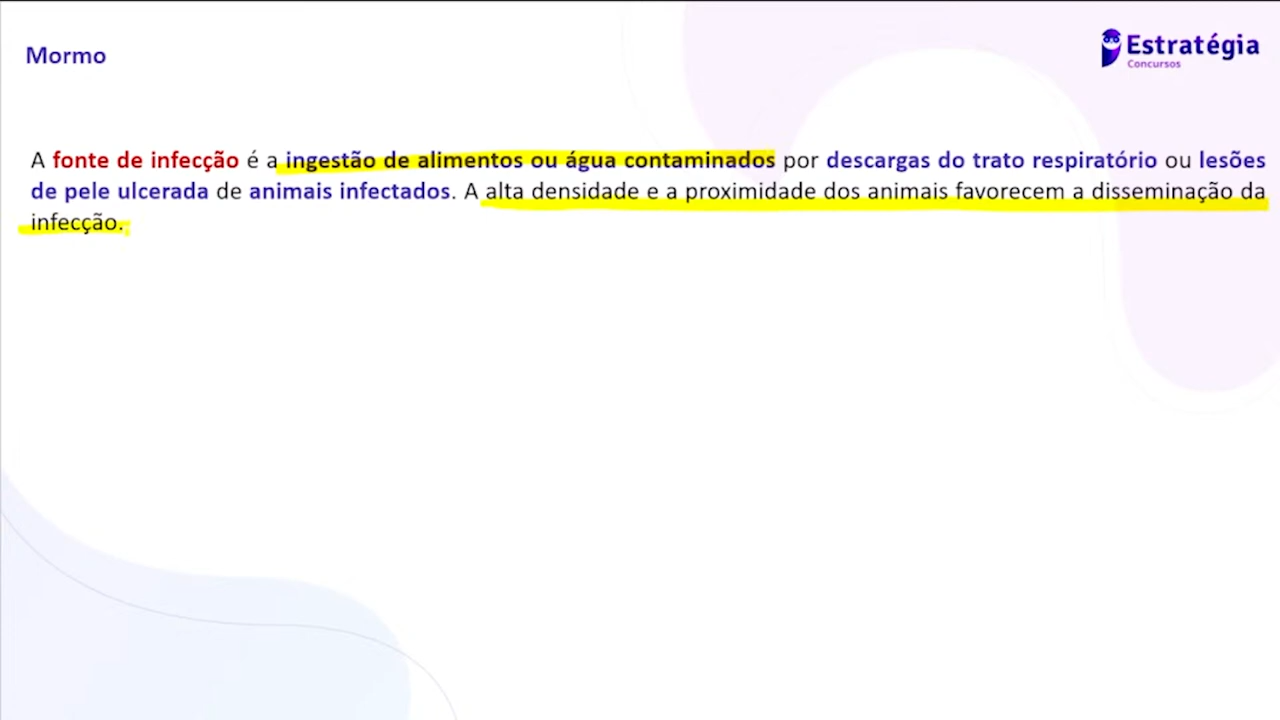 Mormo
Estratégia
Concursos
A fonte de infecção é a ingestão de alimentos ou água contaminados por descargas do trato respiratório ou lesões
de pele ulcerada de animais infectados. A alta densidade e a proximidade dos animais favorecem a disseminação da
infecção.